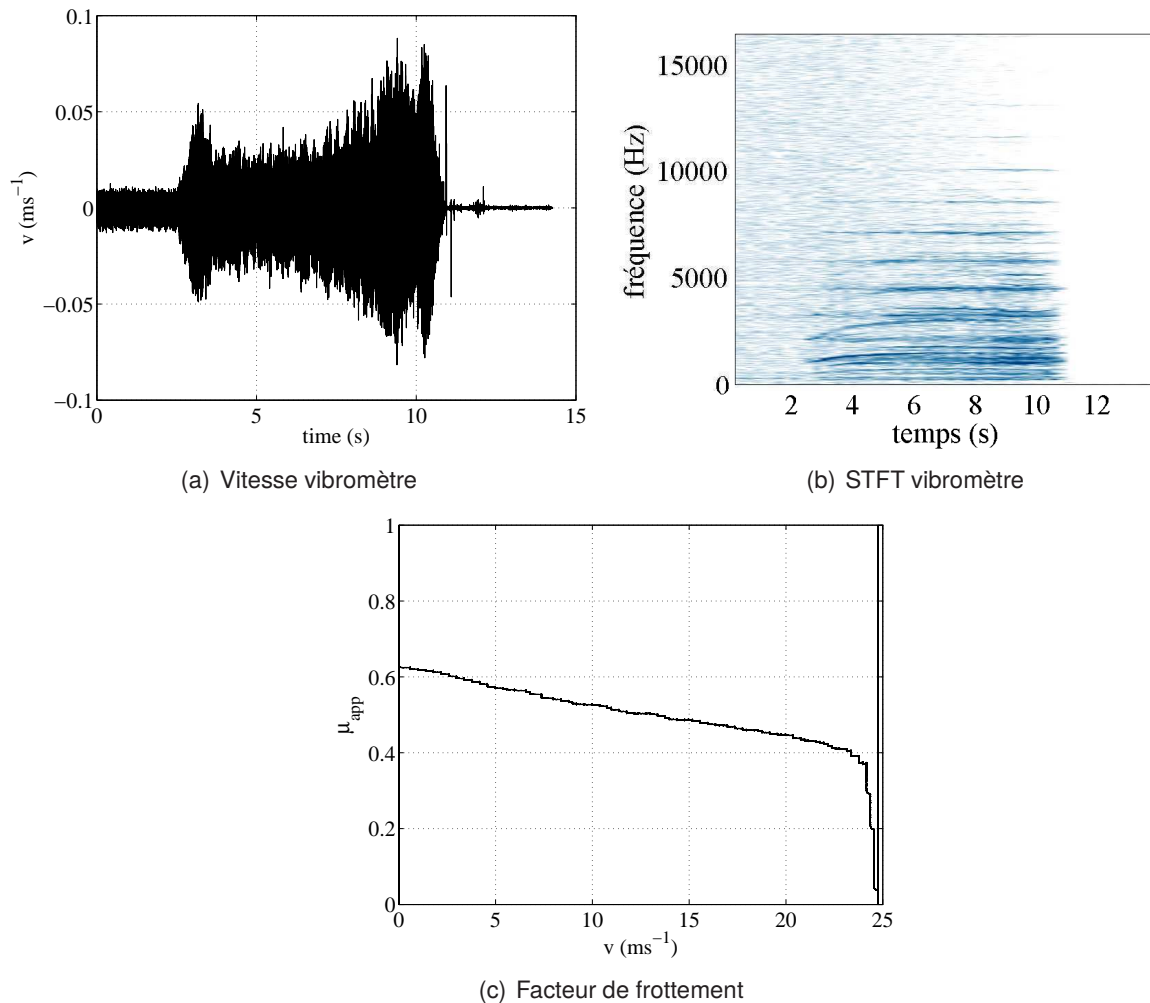 0.1
0.05
0
−0.05
−0.1
v (ms⁻¹)
0 5 10 15
time (s)
(a) Vitesse vibromètre
15000
10000
5000
0
fréquence (Hz)
2 4 6 8 10 12
temps (s)
(b) STFT vibromètre
1
0.8
0.6
0.4
0.2
0
μapp
0 5 10 15 20 25
v (ms⁻¹)
(c) Facteur de frottement